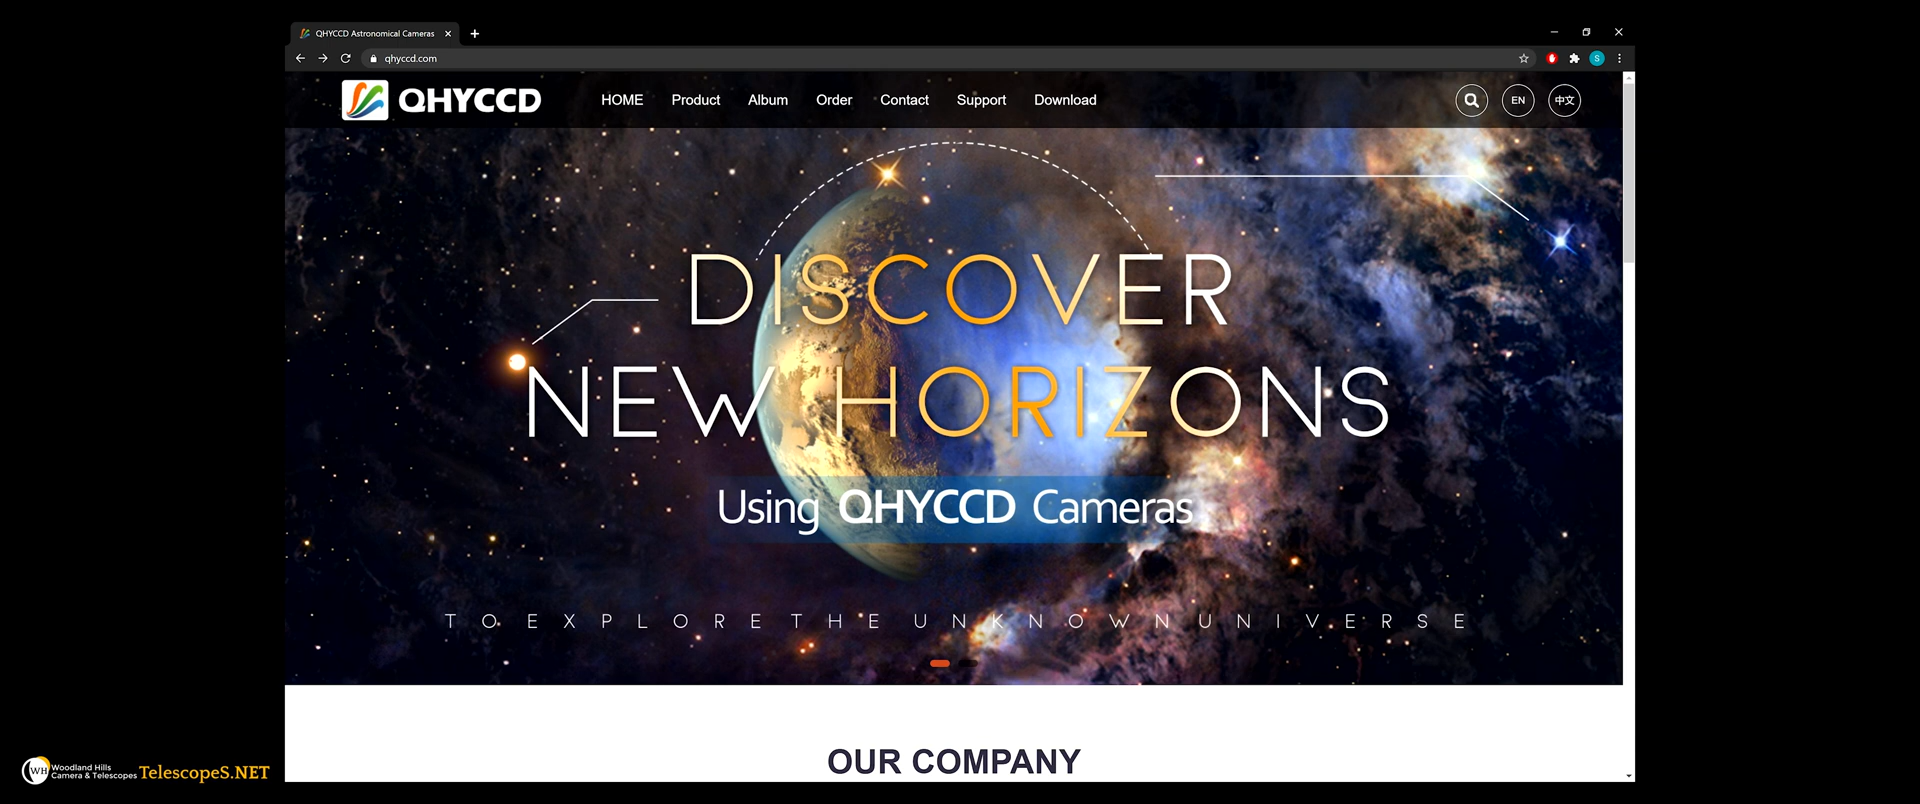 QHYCCD Astronomical Cameras
qhyccd.com
S
QHYCCD
HOME Product Album Order Contact Support Download
EN 中文
DISCOVER
NEW HORIZONS
Using QHYCCD Cameras
TO EXPLORE THE UNKNOWN UNIVERSE
OUR COMPANY
WH Woodland Hills
Camera & Telescopes
TelescopeS.NET